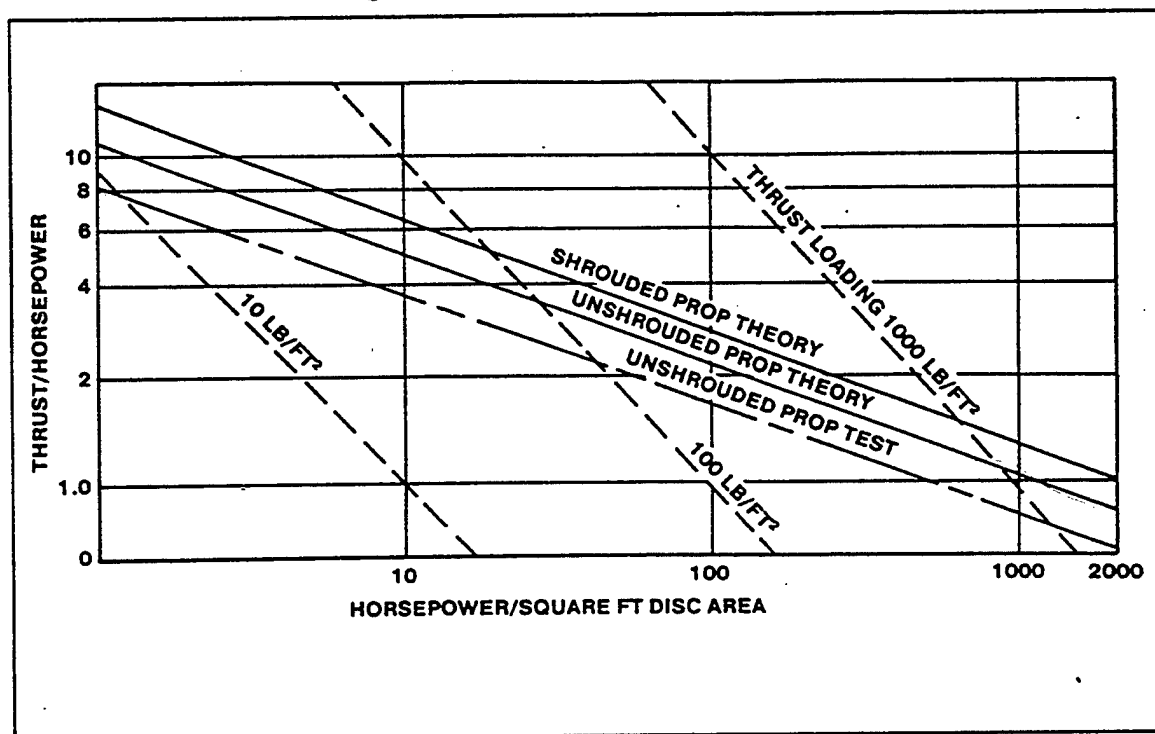 THRUST/HORSEPOWER
10
8
6
4
2
1.0
0
10 LB/FT²
100 LB/FT²
THRUST LOADING 1000 LB/FT²
SHROUDED PROP THEORY
UNSHROUDED PROP THEORY
UNSHROUDED PROP TEST
10
100
1000
2000
HORSEPOWER/SQUARE FT DISC AREA